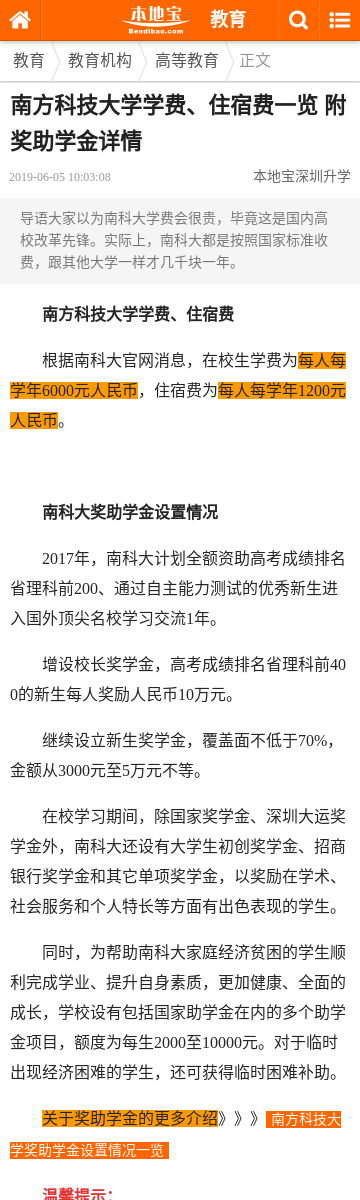 本地宝 教育
Bendibao.com
教育 教育机构 高等教育 正文
南方科技大学学费、住宿费一览 附
奖助学金详情
2019-06-05 10:03:08 本地宝深圳升学
导语大家以为南科大学费会很贵，毕竟这是国内高
校改革先锋。实际上，南科大都是按照国家标准收
费，跟其他大学一样才几千块一年。
南方科技大学学费、住宿费
根据南科大官网消息，在校生学费为每人每
学年6000元人民币，住宿费为每人每学年1200元
人民币。
南科大奖助学金设置情况
2017年，南科大计划全额资助高考成绩排名
省理科前200、通过自主能力测试的优秀新生进
入国外顶尖名校学习交流1年。
增设校长奖学金，高考成绩排名省理科前40
0的新生每人奖励人民币10万元。
继续设立新生奖学金，覆盖面不低于70%，
金额从3000元至5万元不等。
在校学习期间，除国家奖学金、深圳大运奖
学金外，南科大还设有大学生初创奖学金、招商
银行奖学金和其它单项奖学金，以奖励在学术、
社会服务和个人特长等方面有出色表现的学生。
同时，为帮助南科大家庭经济贫困的学生顺
利完成学业、提升自身素质，更加健康、全面的
成长，学校设有包括国家助学金在内的多个助学
金项目，额度为每生2000至10000元。对于临时
出现经济困难的学生，还可获得临时困难补助。
关于奖助学金的更多介绍》》》 南方科技大
学奖助学金设置情况一览
温馨提示：